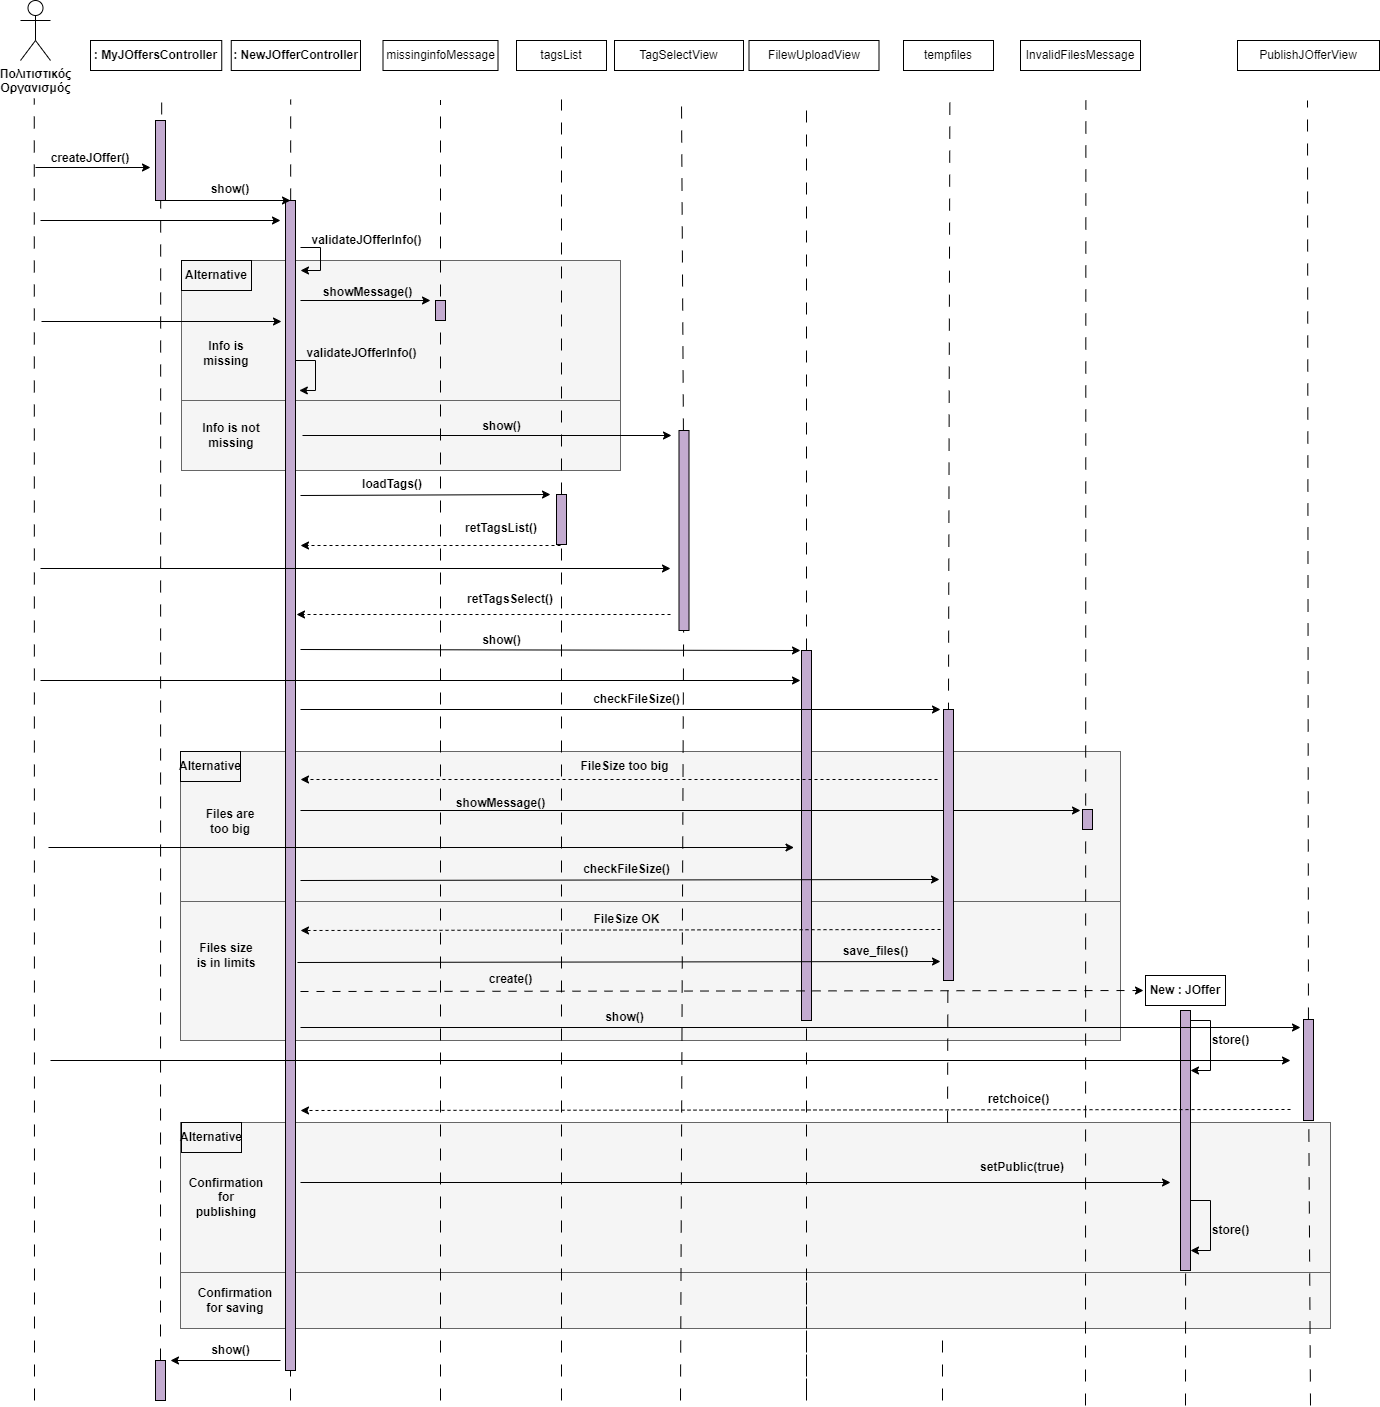 Πολιτιστικός
Οργανισμός
: MyJOffersController
: NewJOfferController
missinginfoMessage
tagsList
TagSelectView
FilewUploadView
tempfiles
InvalidFilesMessage
PublishJOfferView
createJOffer()
show()
validateJOfferInfo()
Alternative
showMessage()
Info is
missing
validateJOfferInfo()
Info is not
missing
show()
loadTags()
retTagsList()
retTagsSelect()
show()
checkFileSize()
Alternative
FileSize too big
showMessage()
Files are
too big
checkFileSize()
FileSize OK
Files size
is in limits
save_files()
create()
New : JOffer
show()
store()
retchoice()
Alternative
setPublic(true)
Confirmation
for
publishing
store()
Confirmation
for saving
show()